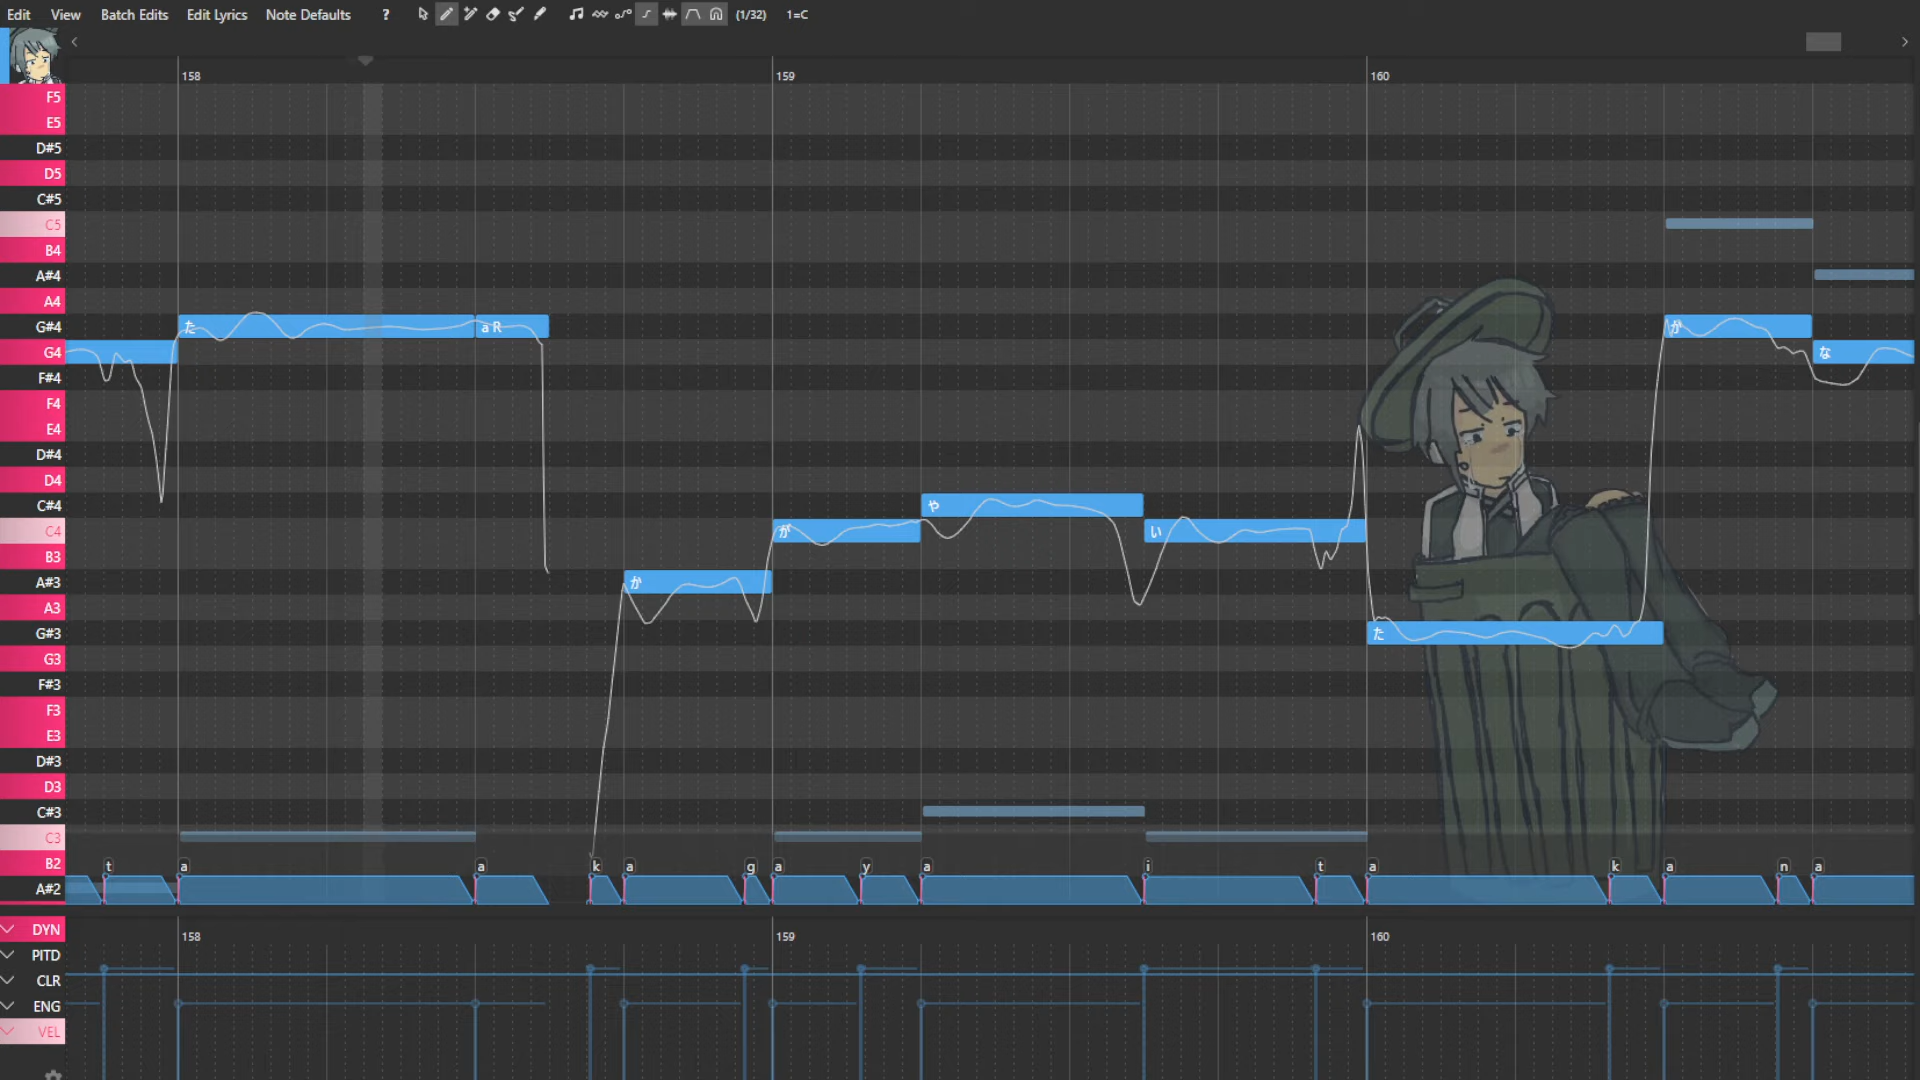 Edit View Batch Edits Edit Lyrics Note Defaults ? (1/32) 1=C
158 159 160
F5
E5
D#5
D5
C#5
C5
B4
A#4
A4
G#4 た a R が
G4 な
F#4
F4
E4
D#4
D4
C#4 や
C4 が い
B3
A#3 か
A3
G#3 た
G3
F#3
F3
E3
D#3
D3
C#3
C3
B2 t a a k a g a y a i t a k a n a
A#2
DYN 158 159 160
PITD
CLR
ENG
VEL